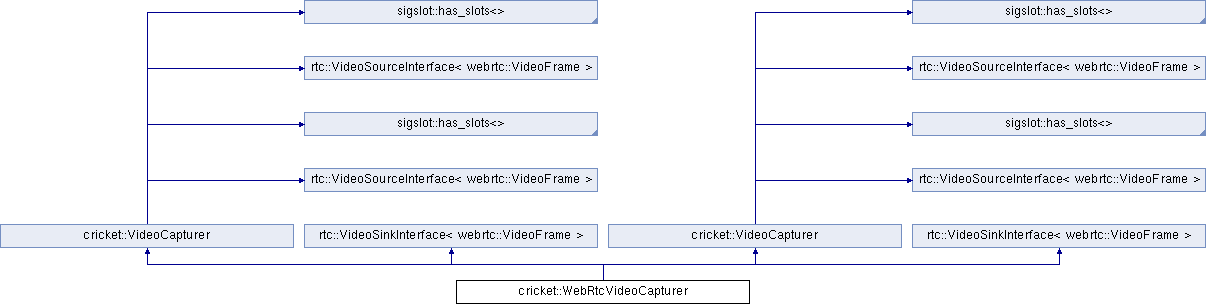 sigslot::has_slots<>
sigslot::has_slots<>
rtc::VideoSourceInterface< webrtc::VideoFrame >
rtc::VideoSourceInterface< webrtc::VideoFrame >
sigslot::has_slots<>
sigslot::has_slots<>
rtc::VideoSourceInterface< webrtc::VideoFrame >
rtc::VideoSourceInterface< webrtc::VideoFrame >
cricket::VideoCapturer
rtc::VideoSinkInterface< webrtc::VideoFrame >
cricket::VideoCapturer
rtc::VideoSinkInterface< webrtc::VideoFrame >
cricket::WebRtcVideoCapturer